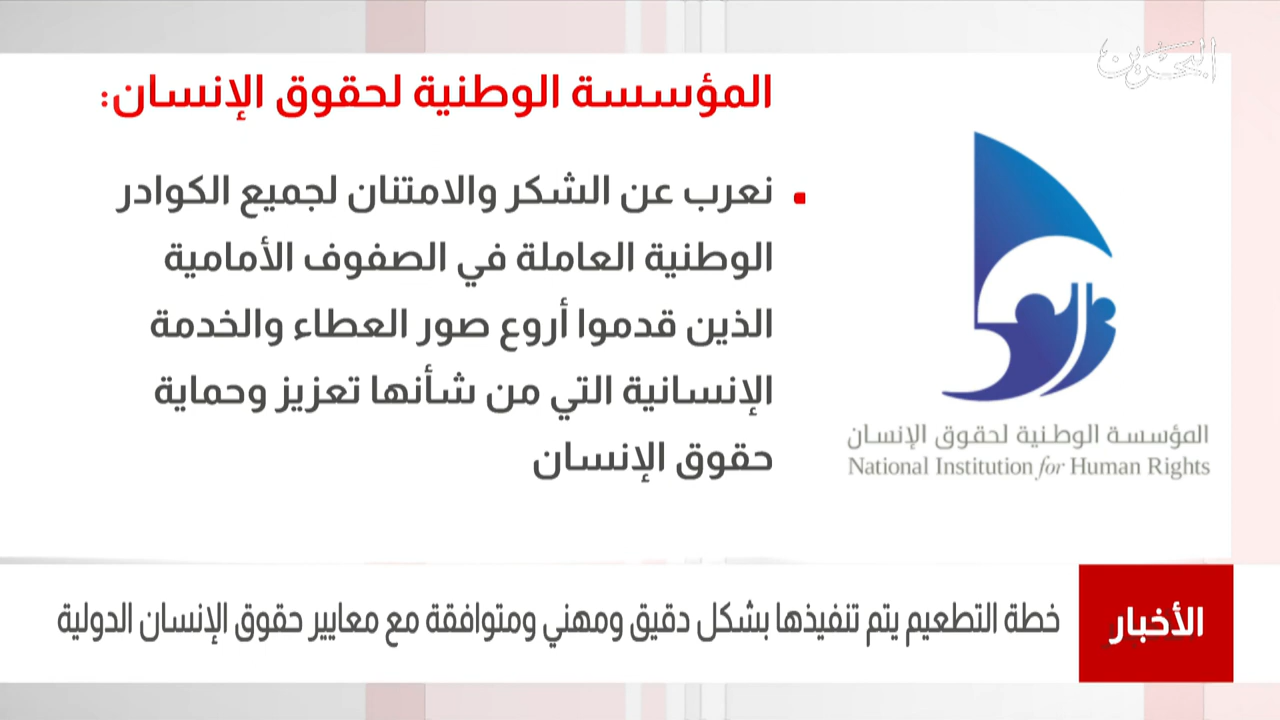 البحرين
المؤسسة الوطنية لحقوق الإنسان:
نعرب عن الشكر والامتنان لجميع الكوادر
الوطنية العاملة في الصفوف الأمامية
الذين قدموا أروع صور العطاء والخدمة
الإنسانية التي من شأنها تعزيز وحماية
حقوق الإنسان
المؤسسة الوطنية لحقوق الإنسان
National Institution for Human Rights
الأخبار
خطة التطعيم يتم تنفيذها بشكل دقيق ومهني ومتوافقة مع معايير حقوق الإنسان الدولية